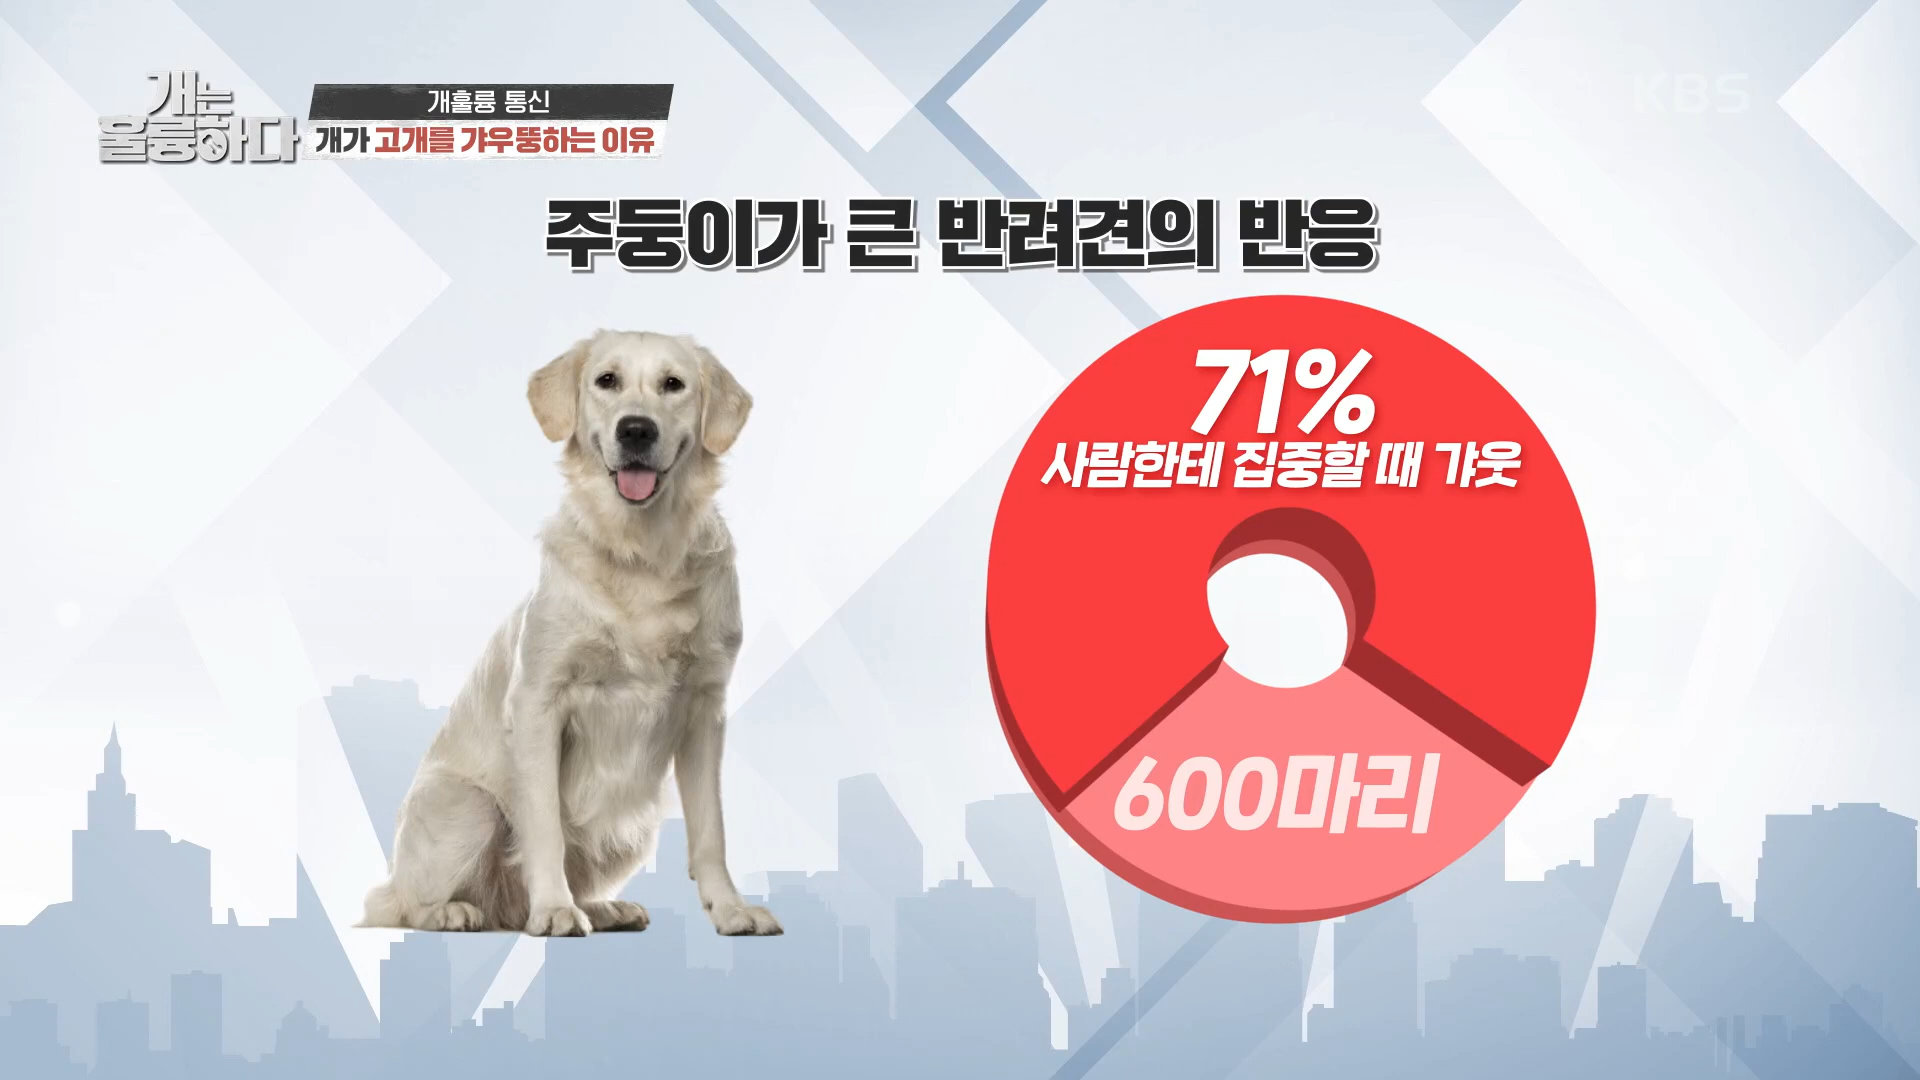 개는
훌륭하다
개훌륭 통신
개가 고개를 갸우뚱하는 이유
KBS
주둥이가 큰 반려견의 반응
71%
사람한테 집중할 때 갸웃
600마리